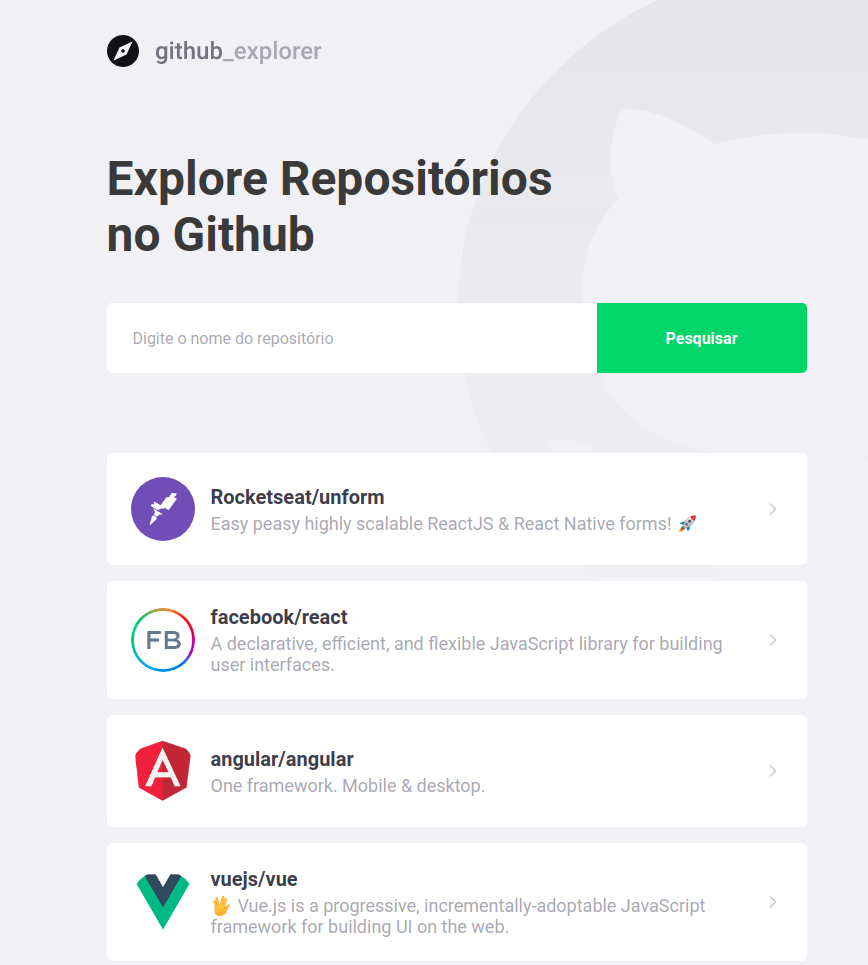 github_explorer
Explore Repositórios
no Github
Digite o nome do repositório
Pesquisar
Rocketseat/unform
Easy peasy highly scalable ReactJS & React Native forms! 🚀
FB
facebook/react
A declarative, efficient, and flexible JavaScript library for building
user interfaces.
A
angular/angular
One framework. Mobile & desktop.
vuejs/vue
🖖 Vue.js is a progressive, incrementally-adoptable JavaScript
framework for building UI on the web.